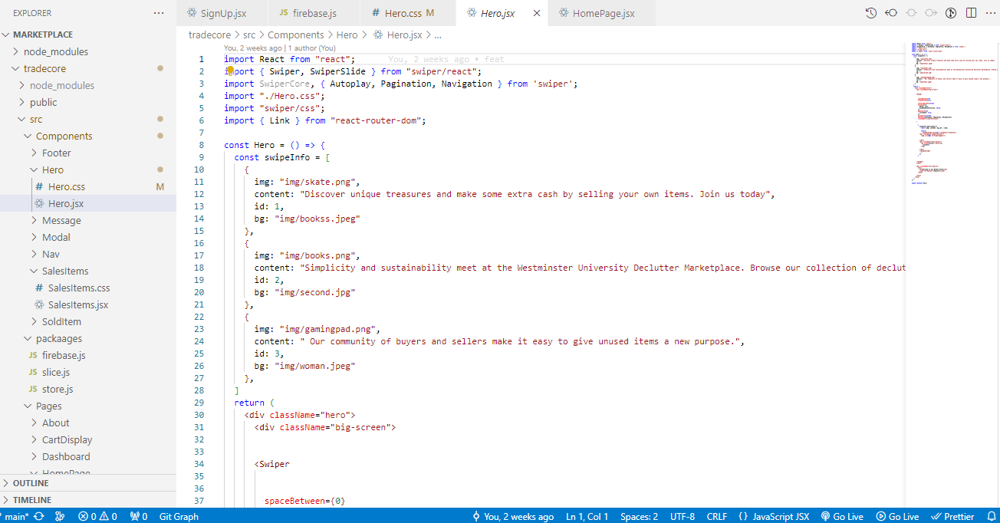 EXPLORER
MARKETPLACE
node_modules
tradecore
node_modules
public
src
Components
Footer
Hero
# Hero.css M
Hero.jsx
Message
Modal
Nav
SalesItems
# SalesItems.css
SalesItems.jsx
SoldItem
packaages
JS firebase.js
JS slice.js
JS store.js
Pages
About
CartDisplay
Dashboard
HomePage
OUTLINE
TIMELINE
SignUp.jsx JS firebase.js # Hero.css M Hero.jsx HomePage.jsx
tradecore > src > Components > Hero > Hero.jsx > ...
You, 2 weeks ago | 1 author (You)
1 import React from "react"; You, 2 weeks ago • feat
2 import { Swiper, SwiperSlide } from "swiper/react";
3 import SwiperCore, { Autoplay, Pagination, Navigation } from 'swiper';
4 import "./Hero.css";
5 import "swiper/css";
6 import { Link } from "react-router-dom";
7
8 const Hero = () => {
9 const swipeInfo = [
10 {
11 img: "img/skate.png",
12 content: "Discover unique treasures and make some extra cash by selling your own items. Join us today",
13 id: 1,
14 bg: "img/bookss.jpeg"
15 },
16 {
17 img: "img/books.png",
18 content: "Simplicity and sustainability meet at the Westminster University Declutter Marketplace. Browse our collection of declut
19 id: 2,
20 bg: "img/second.jpg"
21 },
22 {
23 img: "img/gamingpad.png",
24 content: " Our community of buyers and sellers make it easy to give unused items a new purpose.",
25 id: 3,
26 bg: "img/woman.jpeg"
27 },
28 ]
29 return (
30 <div className="hero">
31 <div className="big-screen">
32
33
34 <Swiper
35
36
37 spaceBetween={0}
main* 0 0 0 Git Graph You, 2 weeks ago Ln 1, Col 1 Spaces: 2 UTF-8 CRLF {} JavaScript JSX Go Live Go Live Prettier